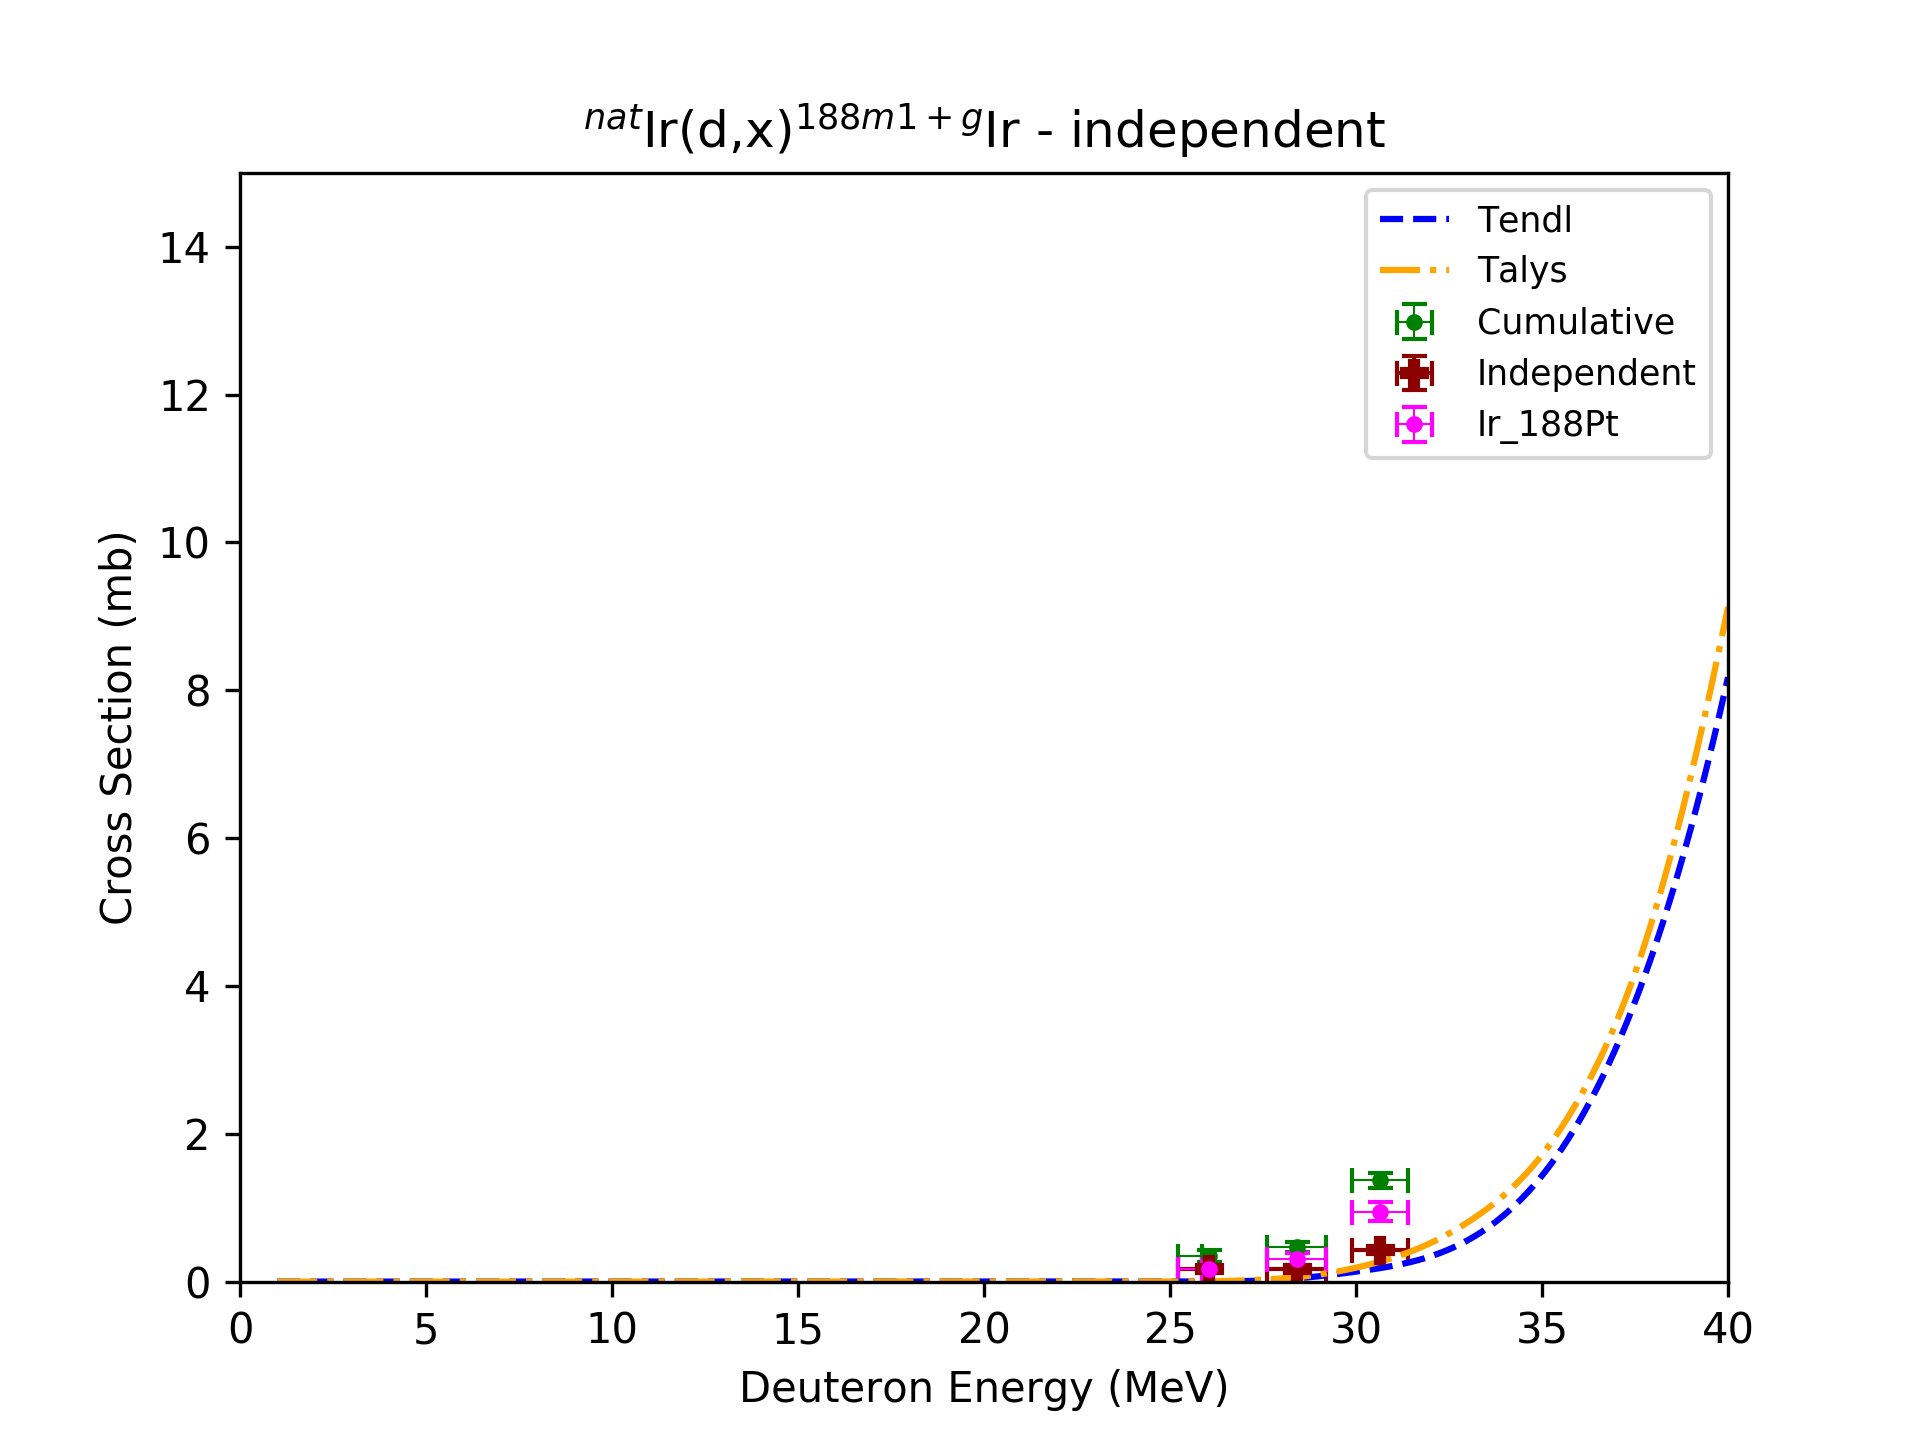 natIr(d,x)188m1+gIr - independent
Tendl
Talys
Cumulative
Independent
Ir_188Pt
Cross Section (mb)
14
12
10
8
6
4
2
0
0 5 10 15 20 25 30 35 40
Deuteron Energy (MeV)